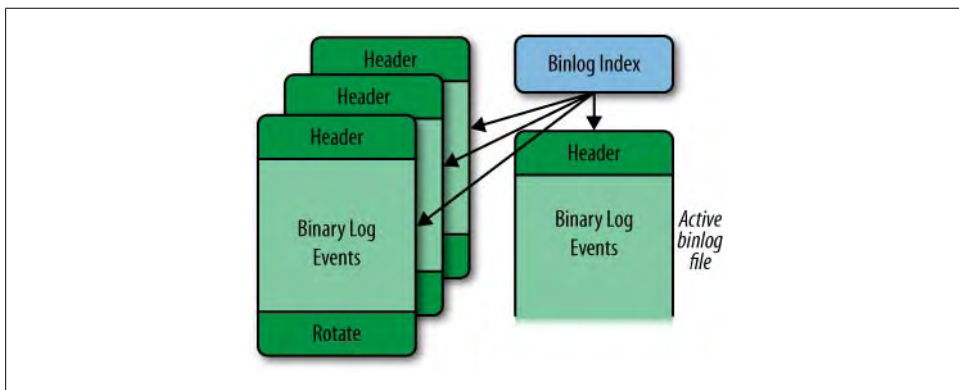 Header
Header
Header
Binary Log
Events
Rotate
Binlog Index
Header
Binary Log
Events
Active
binlog
file